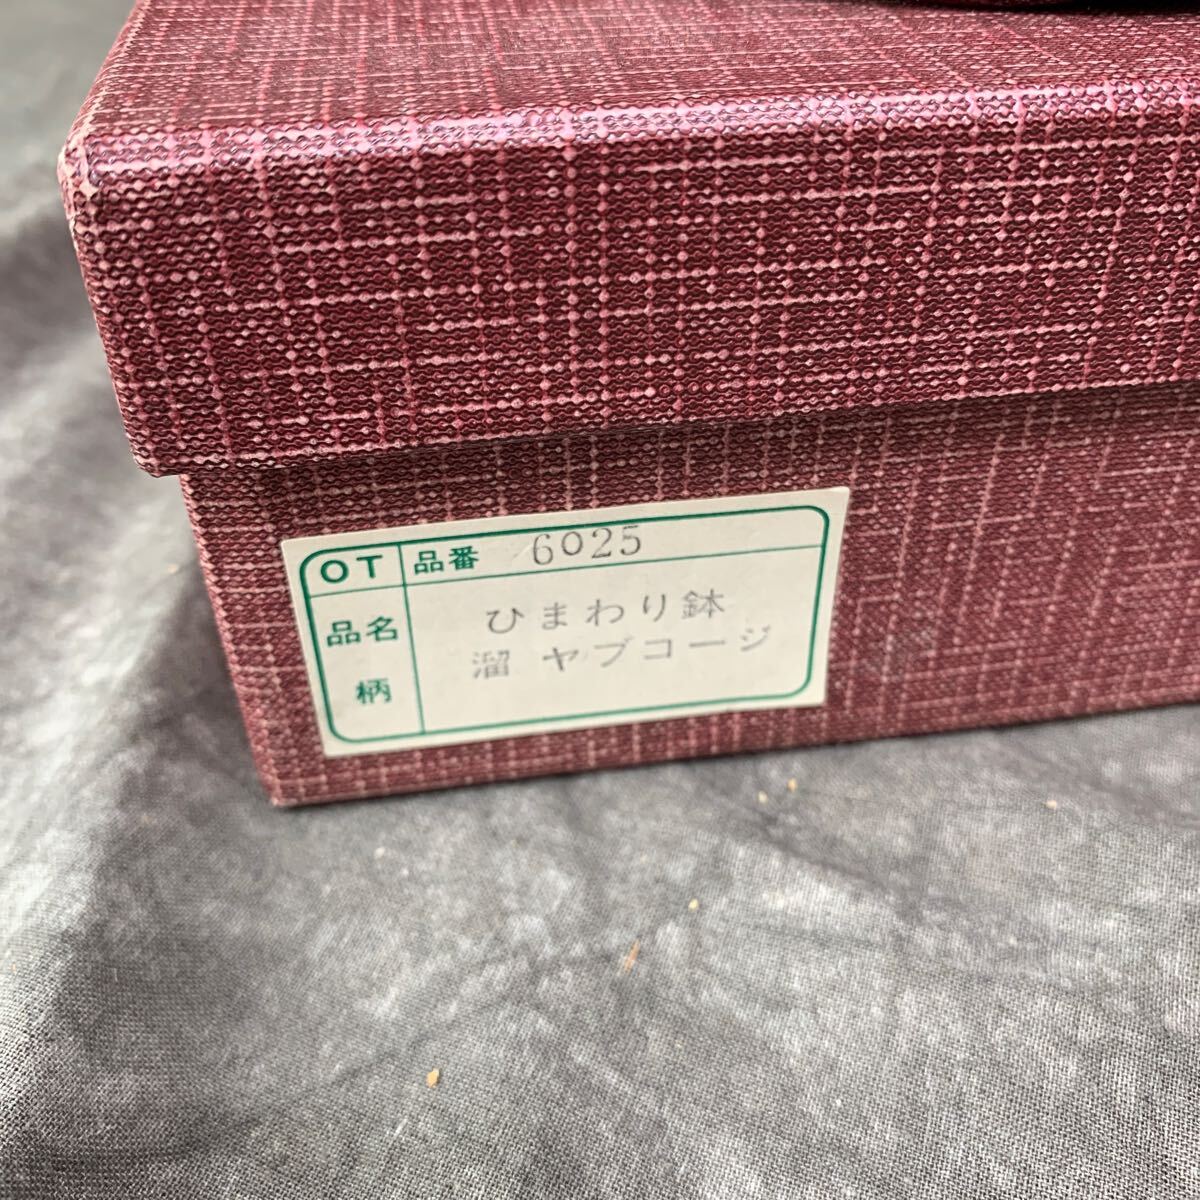 OT 品番 6025
品名 ひまわり鉢
柄 溜 ヤブコージ